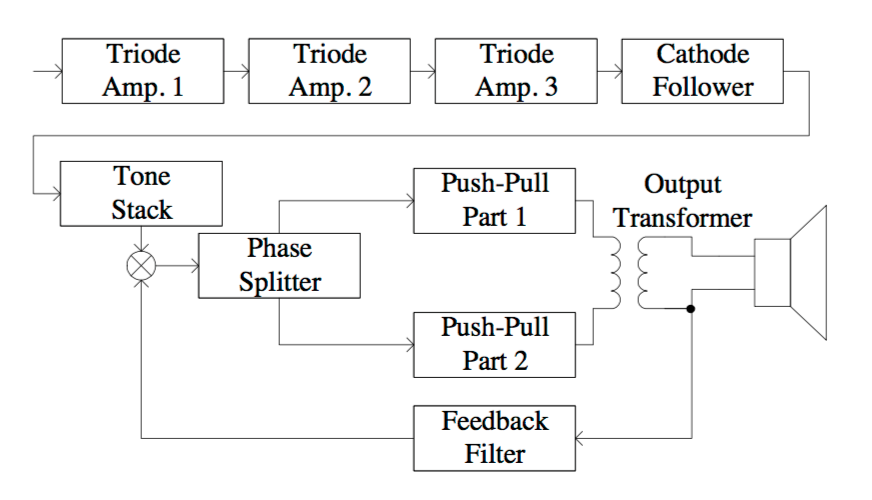 Triode
Amp. 1
Triode
Amp. 2
Triode
Amp. 3
Cathode
Follower
Tone
Stack
Phase
Splitter
Push-Pull
Part 1
Output
Transformer
Push-Pull
Part 2
Feedback
Filter